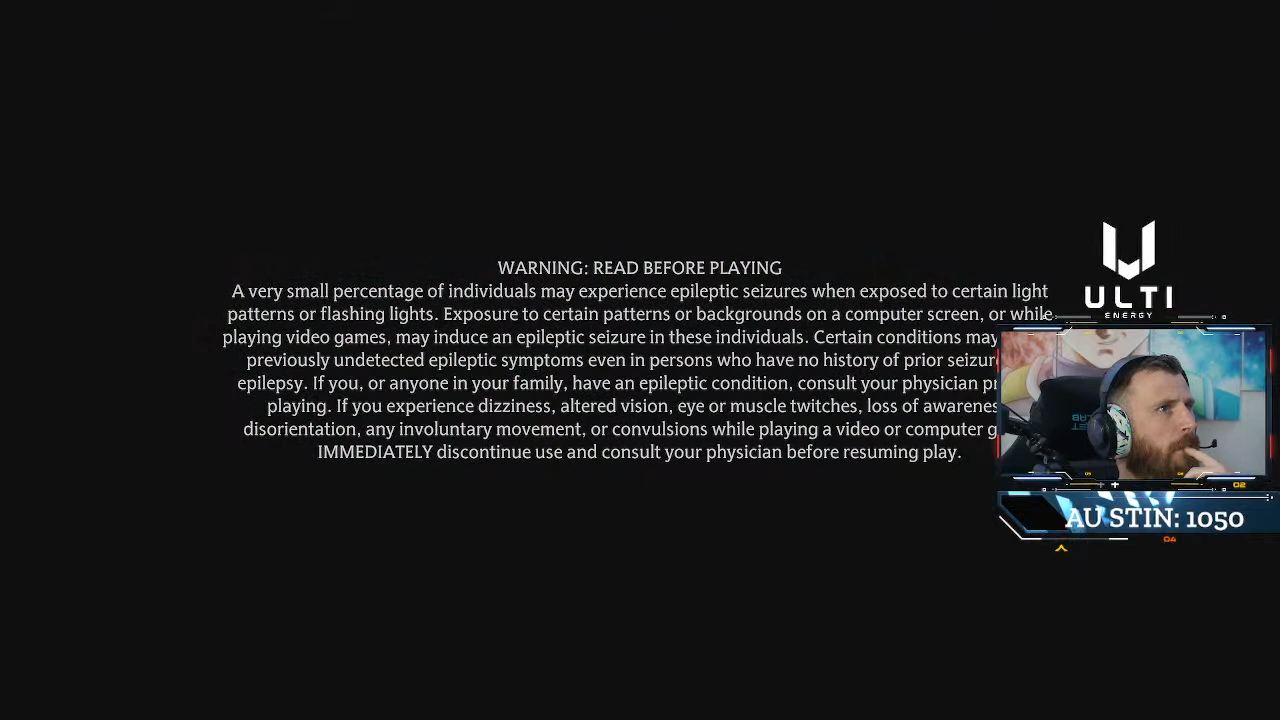 WARNING: READ BEFORE PLAYING
A very small percentage of individuals may experience epileptic seizures when exposed to certain light
patterns or flashing lights. Exposure to certain patterns or backgrounds on a computer screen, or while
playing video games, may induce an epileptic seizure in these individuals. Certain conditions may
previously undetected epileptic symptoms even in persons who have no history of prior
epilepsy. If you, or anyone in your family, have an epileptic condition, consult your physician
playing. If you experience dizziness, altered vision, eye or muscle twitches, loss of
disorientation, any involuntary movement, or convulsions while playing a video or computer
IMMEDIATELY discontinue use and consult your physician before resuming play.
ULTI
ENERGY
02
AUSTIN: 1050
04